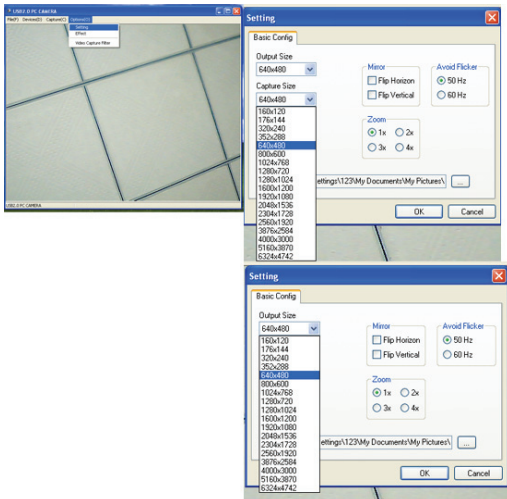 USB2.0 PC CAMERA
File(F) Devices(D) Capture(C) Options(O)
Setting
Effect
Video Capture Filter
USB2.0 PC CAMERA
Setting
Basic Config
Output Size
640x480
Capture Size
640x480
160x120
176x144
320x240
352x288
640x480
800x600
1024x768
1280x720
1280x1024
1600x1200
1920x1080
2048x1536
2304x1728
2560x1920
3876x2584
4000x3000
5160x3870
6324x4742
Mirror
Flip Horizon
Flip Vertical
Avoid Flicker
50 Hz
60 Hz
Zoom
1x 2x
3x 4x
ettings\123\My Documents\My Pictures\ ...
OK Cancel
Setting
Basic Config
Output Size
640x480
160x120
176x144
320x240
352x288
640x480
800x600
1024x768
1280x720
1280x1024
1600x1200
1920x1080
2048x1536
2304x1728
2560x1920
3876x2584
4000x3000
5160x3870
6324x4742
Mirror
Flip Horizon
Flip Vertical
Avoid Flicker
50 Hz
60 Hz
Zoom
1x 2x
3x 4x
ettings\123\My Documents\My Pictures\ ...
OK Cancel